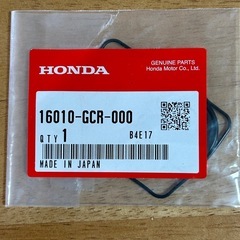 HONDA
GENUINE PARTS
Honda Motor Co., Ltd.
16010-GCR-000
QTY 1 B4E17
MADE IN JAPAN